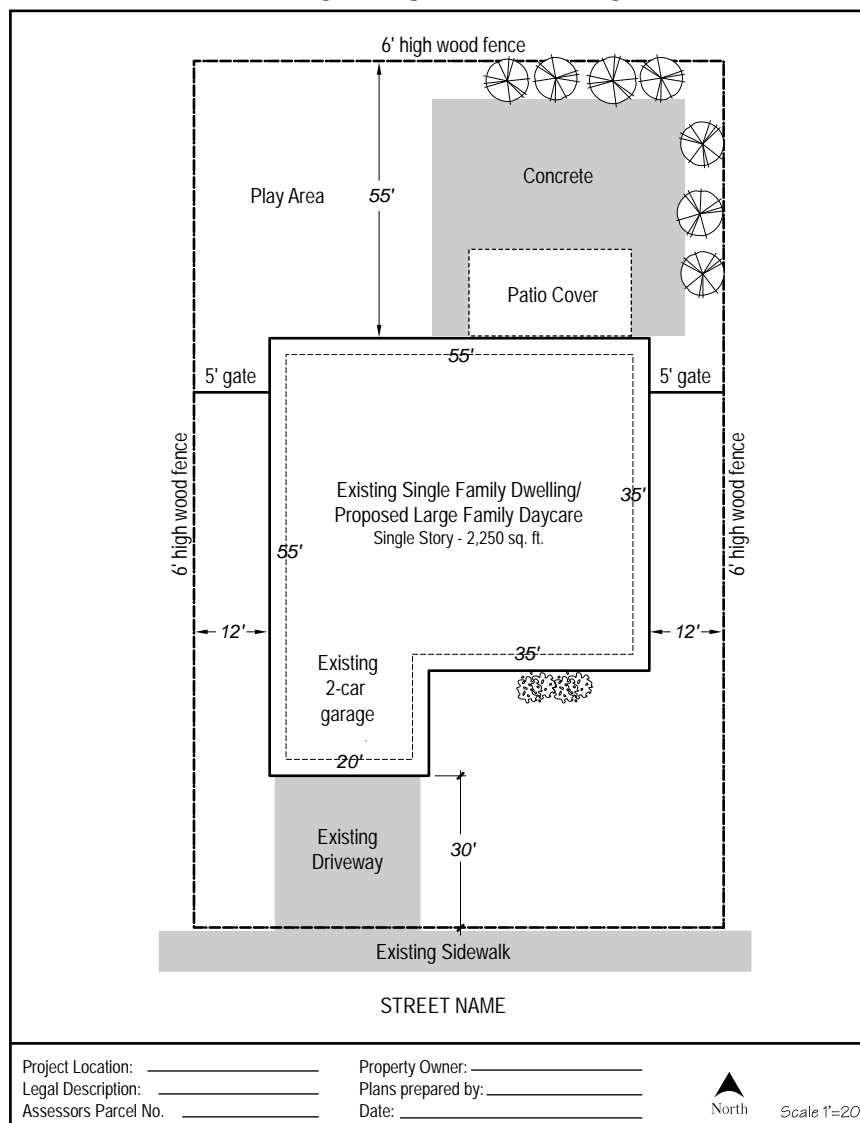 6' high wood fence
Play Area
55'
Concrete
Patio Cover
5' gate
55'
5' gate
6' high wood fence
6' high wood fence
Existing Single Family Dwelling/
Proposed Large Family Daycare
Single Story - 2,250 sq. ft.
35'
55'
12'
12'
35'
Existing
2-car
garage
20'
Existing
Driveway
30'
Existing Sidewalk
STREET NAME
Project Location:
Legal Description:
Assessors Parcel No.
Property Owner:
Plans prepared by:
Date:
North
Scale 1'=20